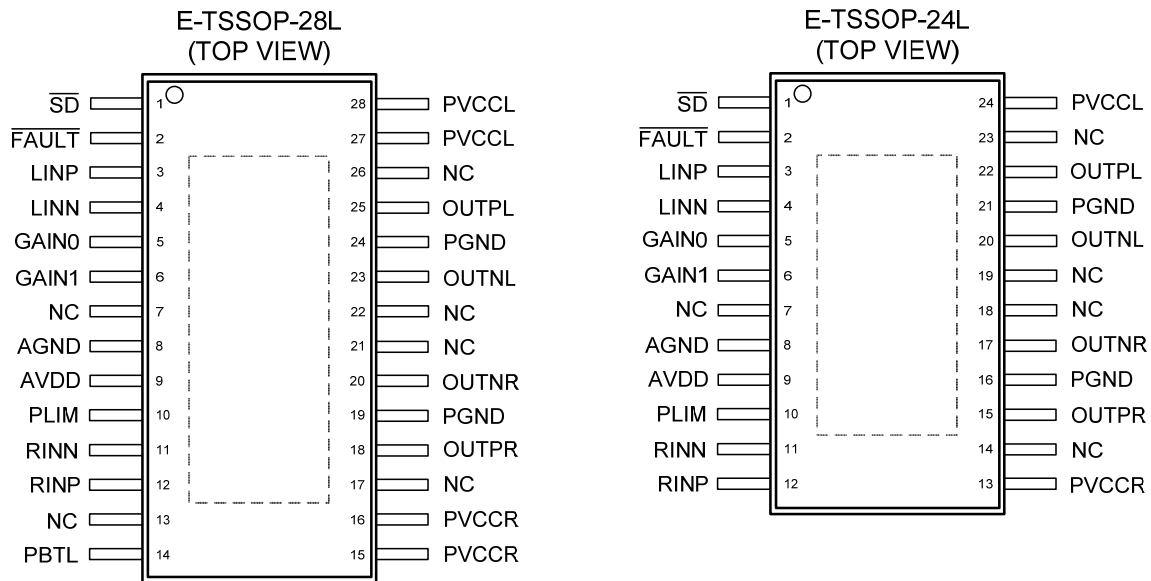 E-TSSOP-28L
(TOP VIEW)
SD 1 28 PVCCL
FAULT 2 27 PVCCL
LINP 3 26 NC
LINN 4 25 OUTPL
GAIN0 5 24 PGND
GAIN1 6 23 OUTNL
NC 7 22 NC
AGND 8 21 NC
AVDD 9 20 OUTNR
PLIM 10 19 PGND
RINN 11 18 OUTPR
RINP 12 17 NC
NC 13 16 PVCCR
PBTL 14 15 PVCCR
E-TSSOP-24L
(TOP VIEW)
SD 1 24 PVCCL
FAULT 2 23 NC
LINP 3 22 OUTPL
LINN 4 21 PGND
GAIN0 5 20 OUTNL
GAIN1 6 19 NC
NC 7 18 NC
AGND 8 17 OUTNR
AVDD 9 16 PGND
PLIM 10 15 OUTPR
RINN 11 14 NC
RINP 12 13 PVCCR